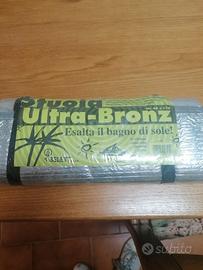 Stuoia
Ultra-Bronz
Esalta il bagno di sole!
subito